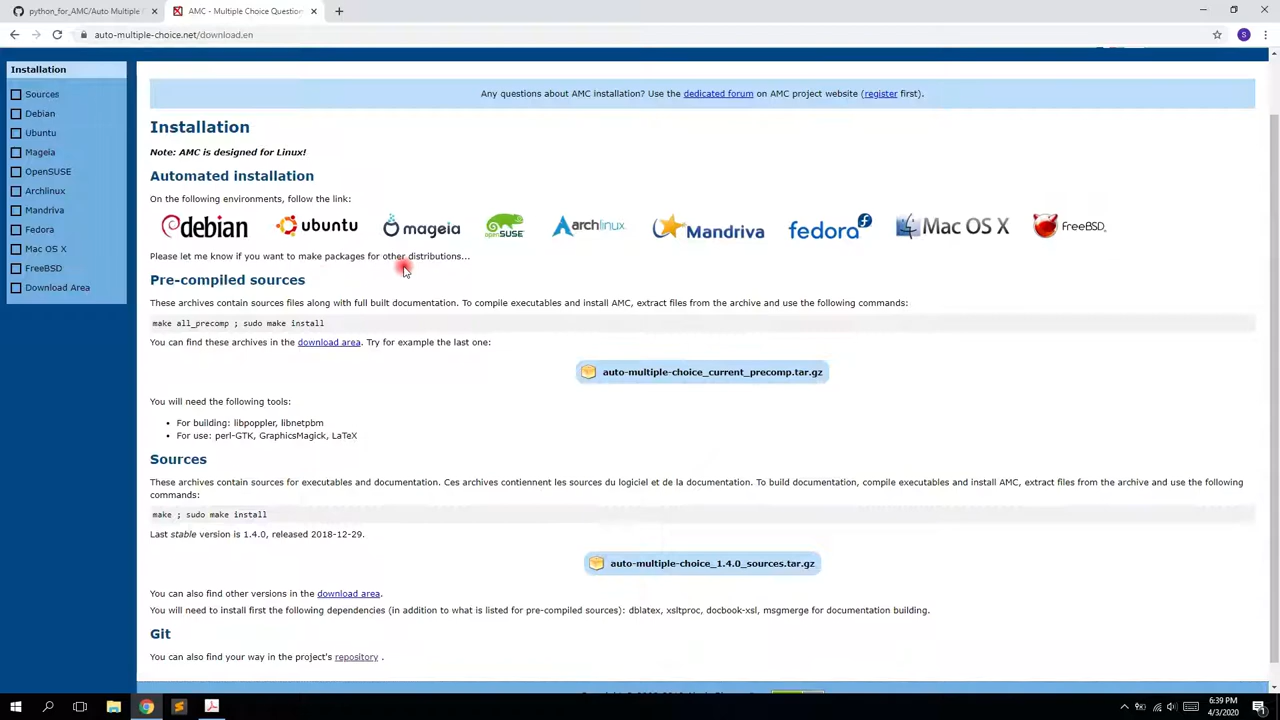 python_for_AMC/Auto Multiple
AMC - Multiple Choice Question
auto-multiple-choice.net/download.en
S
Installation
Sources
Debian
Ubuntu
Mageia
OpenSUSE
Archlinux
Mandriva
Fedora
Mac OS X
FreeBSD
Download Area
Any questions about AMC installation? Use the dedicated forum on AMC project website (register first).
Installation
Note: AMC is designed for Linux!
Automated installation
On the following environments, follow the link:
debian ubuntu mageia openSUSE archlinux Mandriva fedora Mac OS X FreeBSD
Please let me know if you want to make packages for other distributions...
Pre-compiled sources
These archives contain sources files along with full built documentation. To compile executables and install AMC, extract files from the archive and use the following commands:
make all_precomp ; sudo make install
You can find these archives in the download area. Try for example the last one:
auto-multiple-choice_current_precomp.tar.gz
You will need the following tools:
• For building: libpoppler, libnetpbm
• For use: perl-GTK, GraphicsMagick, LaTeX
Sources
These archives contain sources for executables and documentation. Ces archives contiennent les sources du logiciel et de la documentation. To build documentation, compile executables and install AMC, extract files from the archive and use the following
commands:
make ; sudo make install
Last stable version is 1.4.0, released 2018-12-29.
auto-multiple-choice_1.4.0_sources.tar.gz
You can also find other versions in the download area.
You will need to install first the following dependencies (in addition to what is listed for pre-compiled sources): dblatex, xsltproc, docbook-xsl, msgmerge for documentation building.
Git
You can also find your way in the project's repository .
6:39 PM
4/3/2020